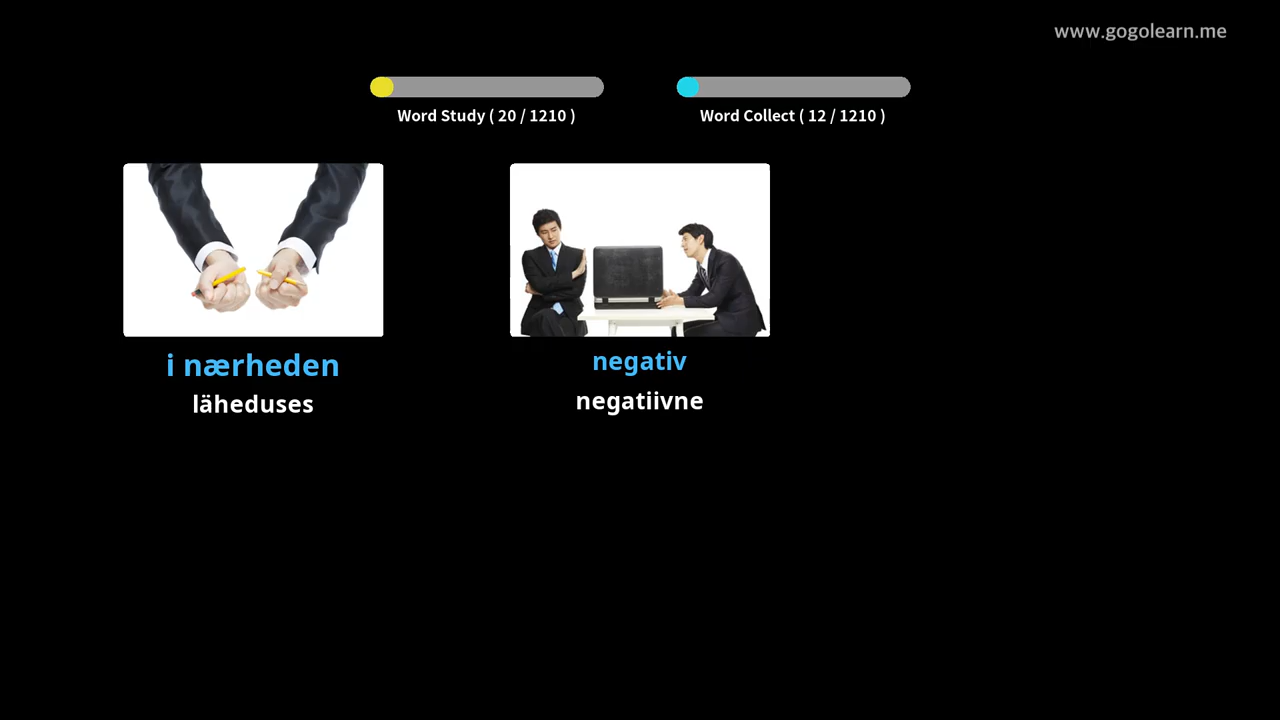 www.gogolearn.me
Word Study ( 20 / 1210 )
Word Collect ( 12 / 1210 )
i nærheden
läheduses
negativ
negatiivne